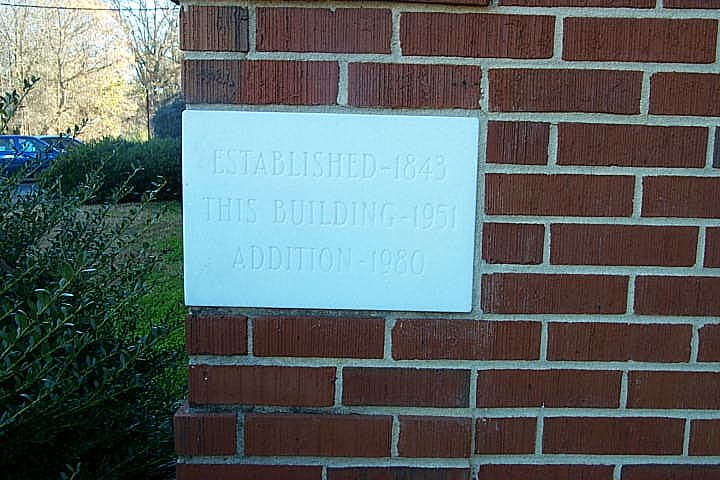 ESTABLISHED-1843
THIS BUILDING-1951
ADDITION-1980